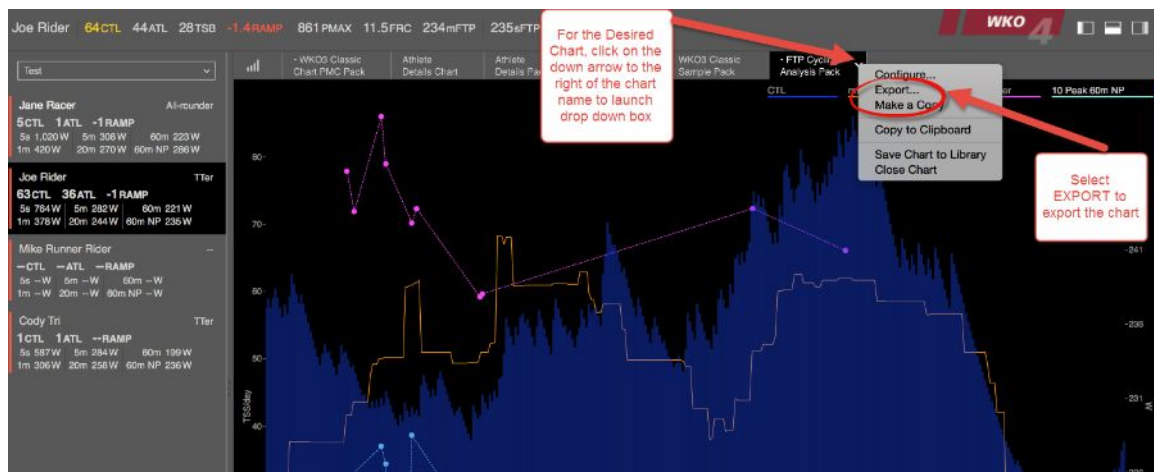 Joe Rider 64CTL 44ATL 28TSB -1.4RAMP 861PMAX 11.5FRC 234mFTP 235sFTP
WKO 4
For the Desired
Chart, click on the
down arrow to the
right of the chart
name to launch
drop down box
Test
• WKO3 Classic
Chart PMC Pack
Athlete
Details Chart
Athlete
Details
WKO3 Classic
Sample Pack
• FTP
Analysis Pack
Configure...
Export...
Make a Copy
Copy to Clipboard
Save Chart to Library
Close Chart
CTL
10 Peak 60m NP
Select
EXPORT to
export the chart
Jane Racer All-rounder
5CTL 1ATL -1RAMP
5s 1,020W 5m 306W 60m 223W
1m 420W 20m 270W 60m NP 286W
Joe Rider TTer
63CTL 36ATL -1RAMP
5s 764W 5m 282W 60m 221W
1m 378W 20m 244W 60m NP 235W
Mike Runner Rider --
--CTL --ATL --RAMP
5s --W 5m --W 60m --W
1m --W 20m --W 60m NP --W
Cody Tri TTer
1CTL 1ATL --RAMP
5s 587W 5m 284W 60m 199W
1m 306W 20m 258W 60m NP 236W
80-
70-
60-
50-
40-
TSS/day
-241
-236
-231
W